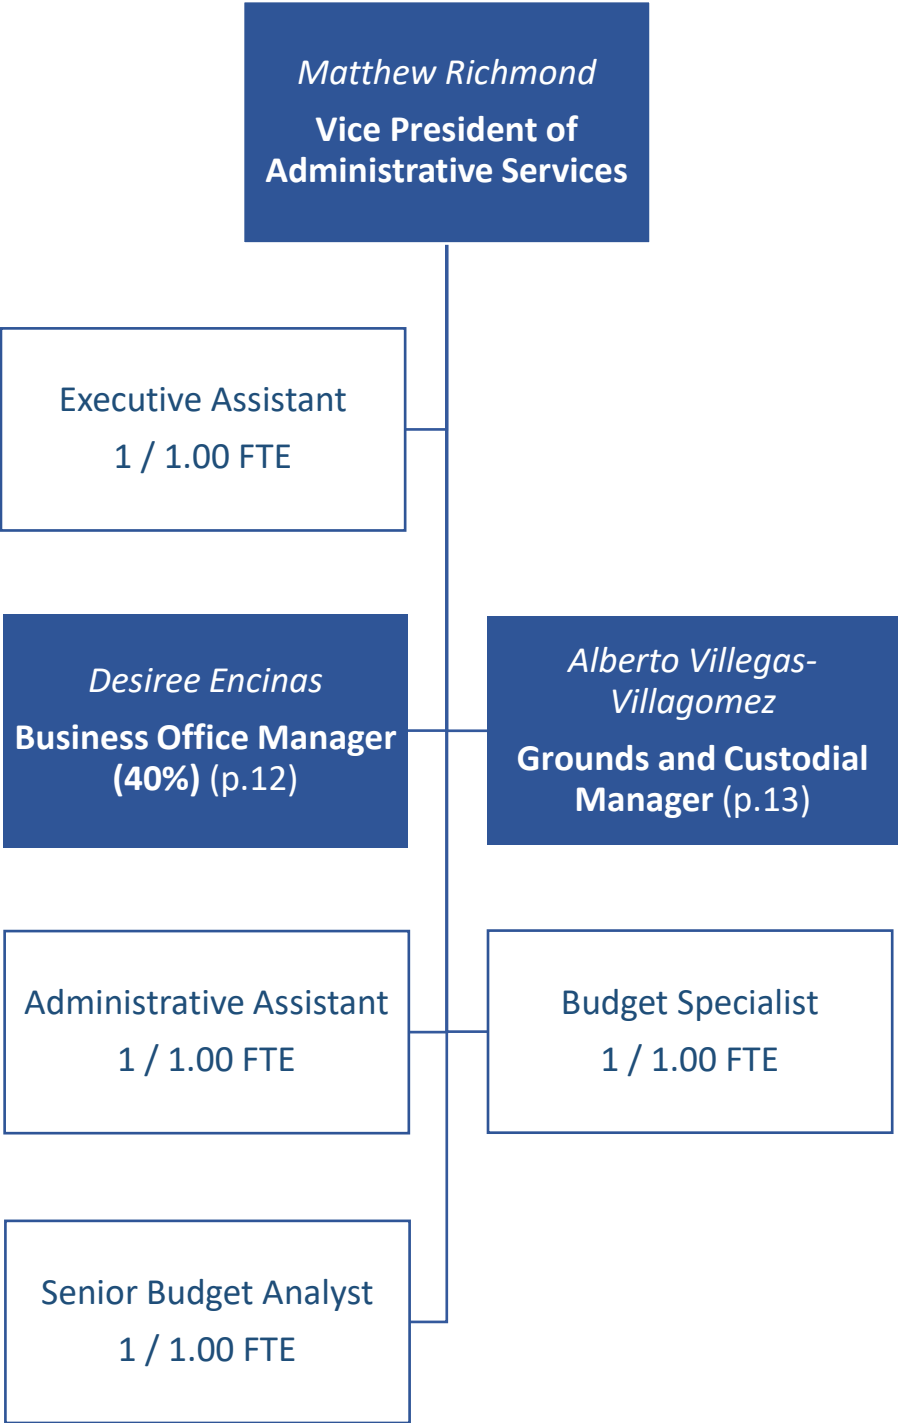 Matthew Richmond
Vice President of
Administrative Services
Executive Assistant
1 / 1.00 FTE
Desiree Encinas
Business Office Manager
(40%) (p.12)
Alberto Villegas-
Villagomez
Grounds and Custodial
Manager (p.13)
Administrative Assistant
1 / 1.00 FTE
Budget Specialist
1 / 1.00 FTE
Senior Budget Analyst
1 / 1.00 FTE